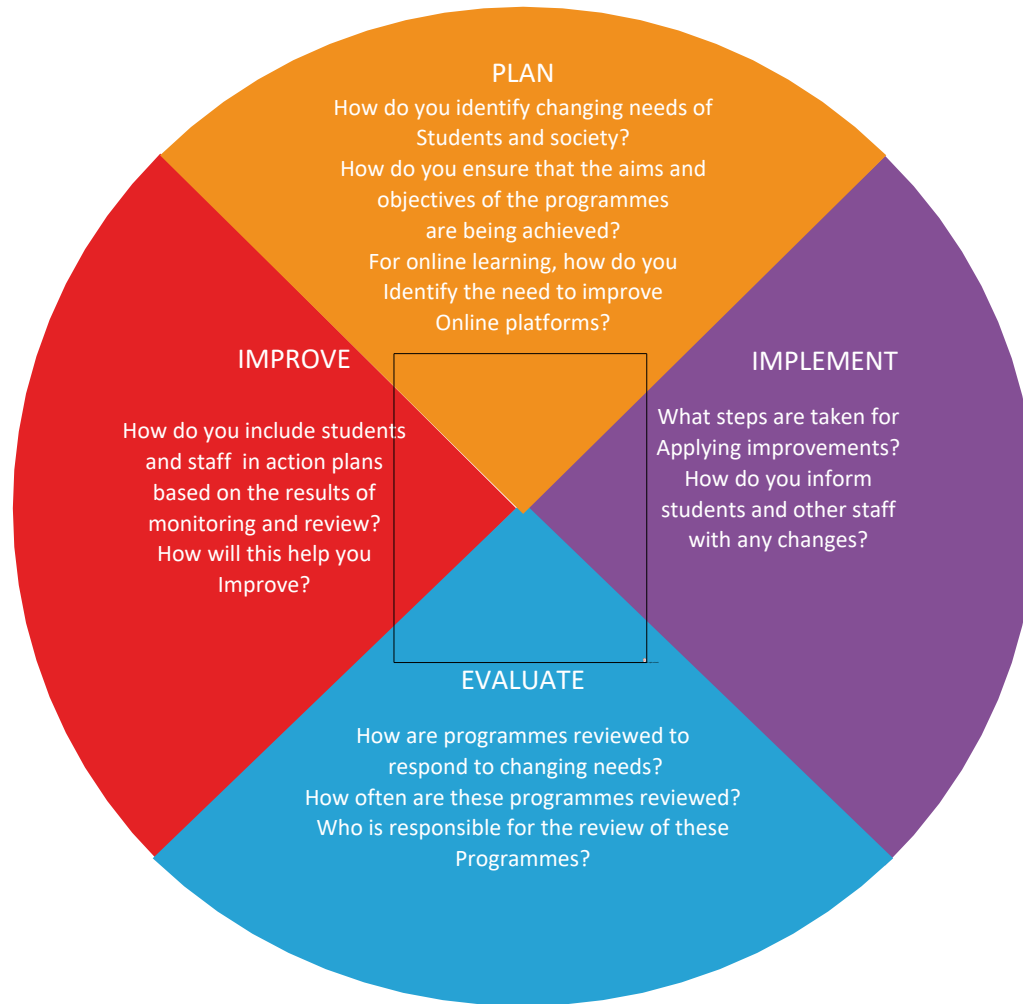 PLAN
How do you identify changing needs of
Students and society?
How do you ensure that the aims and
objectives of the programmes
are being achieved?
For online learning, how do you
Identify the need to improve
Online platforms?
IMPLEMENT
What steps are taken for
Applying improvements?
How do you inform
students and other staff
with any changes?
EVALUATE
How are programmes reviewed to
respond to changing needs?
How often are these programmes reviewed?
Who is responsible for the review of these
Programmes?
IMPROVE
How do you include students
and staff in action plans
based on the results of
monitoring and review?
How will this help you
Improve?